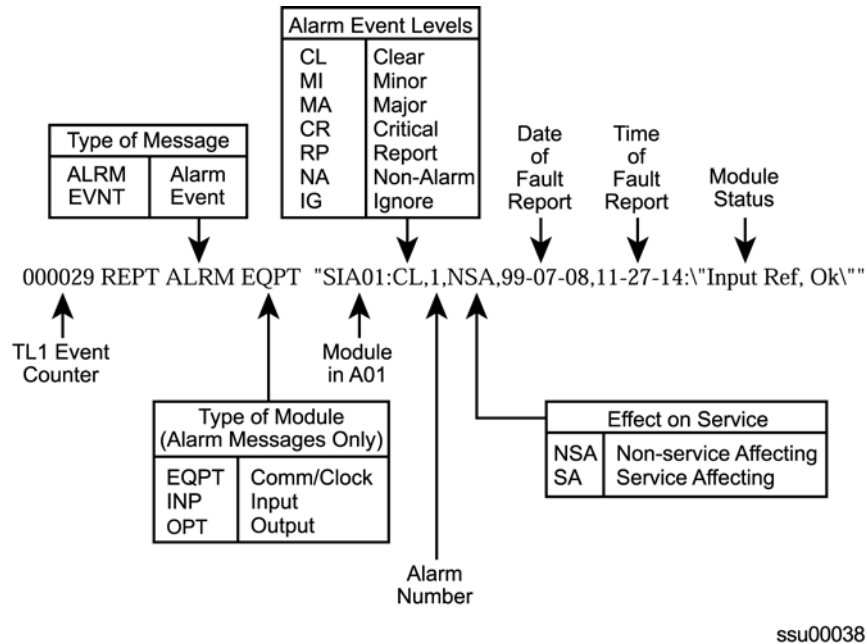 Alarm Event Levels
CL Clear
MI Minor
MA Major
CR Critical
RP Report
NA Non-Alarm
IG Ignore
Type of Message
ALRM Alarm
EVNT Event
Date
of
Fault
Report
Time
of
Fault
Report
Module
Status
000029 REPT ALRM EQPT "SIA01:CL,1,NSA,99-07-08,11-27-14:\"Input Ref, Ok\""
TL1 Event
Counter
Module
in A01
Type of Module
(Alarm Messages Only)
EQPT Comm/Clock
INP Input
OPT Output
Effect on Service
NSA Non-service Affecting
SA Service Affecting
Alarm
Number
ssu00038